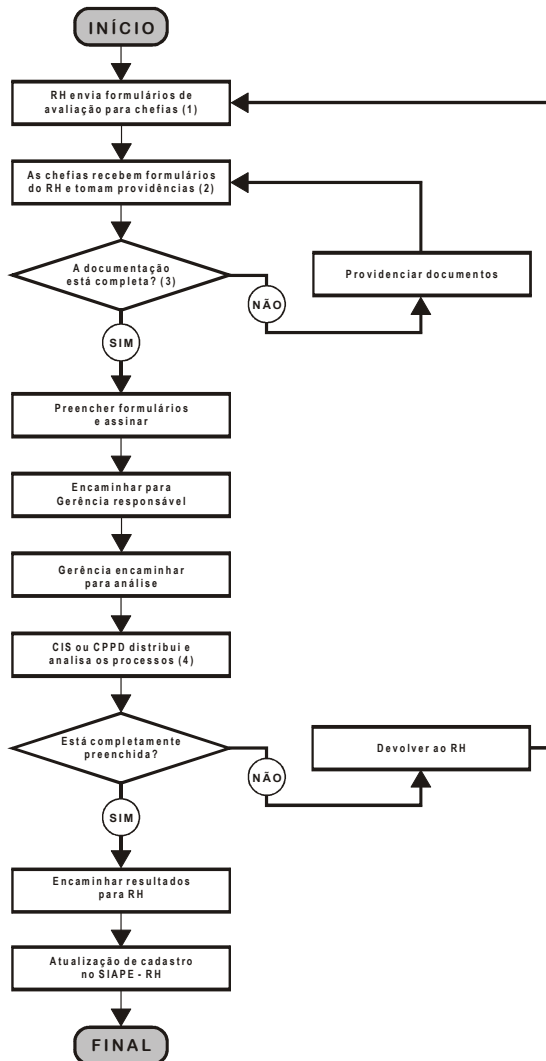 INÍCIO
RH envia formulários de
avaliação para chefias (1)
As chefias recebem formulários
do RH e tomam providências (2)
A documentação
está completa? (3)
Providenciar documentos
NÃO
SIM
Preencher formulários
e assinar
Encaminhar para
Gerência responsável
Gerência encaminhar
para análise
CIS ou CPPD distribui e
analisa os processos (4)
Está completamente
preenchida?
Devolver ao RH
NÃO
SIM
Encaminhar resultados
para RH
Atualização de cadastro
no SIAPE - RH
FINAL